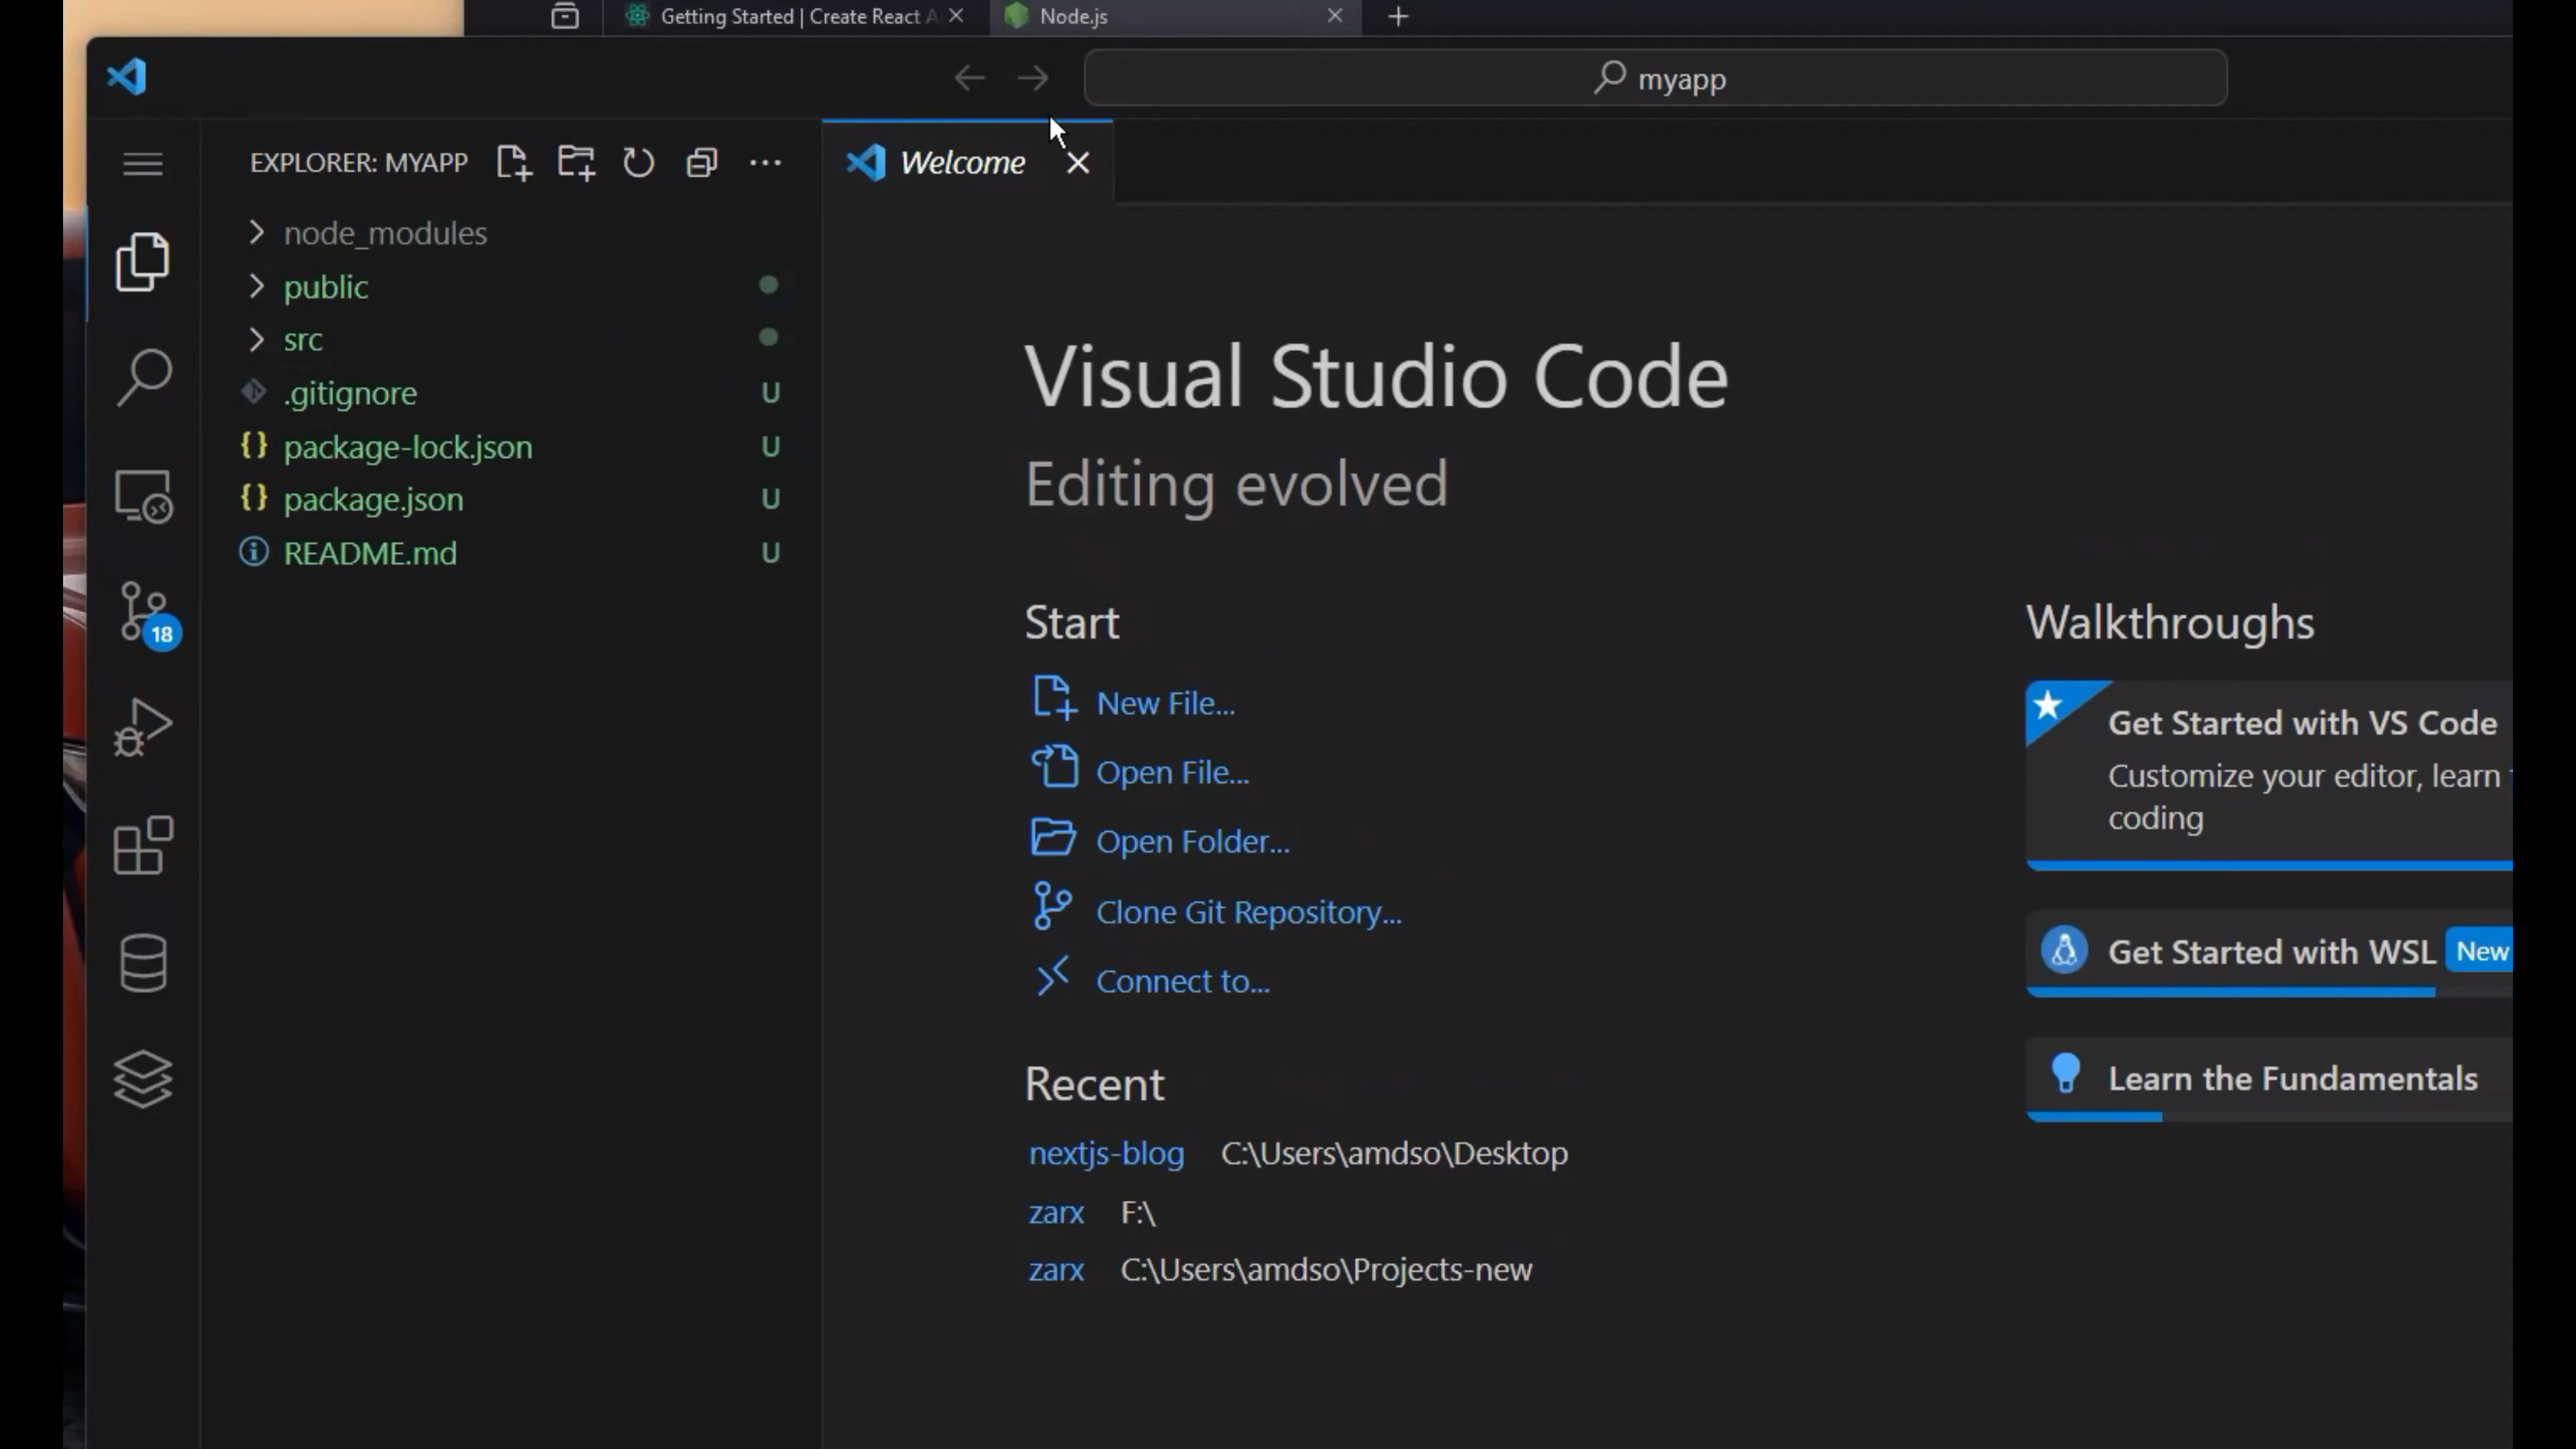 Getting Started | Create React A
Node.js
myapp
EXPLORER: MYAPP
Welcome
node_modules
public
src
.gitignore U
package-lock.json U
package.json U
README.md U
18
Visual Studio Code
Editing evolved
Start
New File...
Open File...
Open Folder...
Clone Git Repository...
Connect to...
Recent
nextjs-blog C:\Users\amdso\Desktop
zarx F:\
zarx C:\Users\amdso\Projects-new
Walkthroughs
Get Started with VS Code
Customize your editor, learn
coding
Get Started with WSL New
Learn the Fundamentals